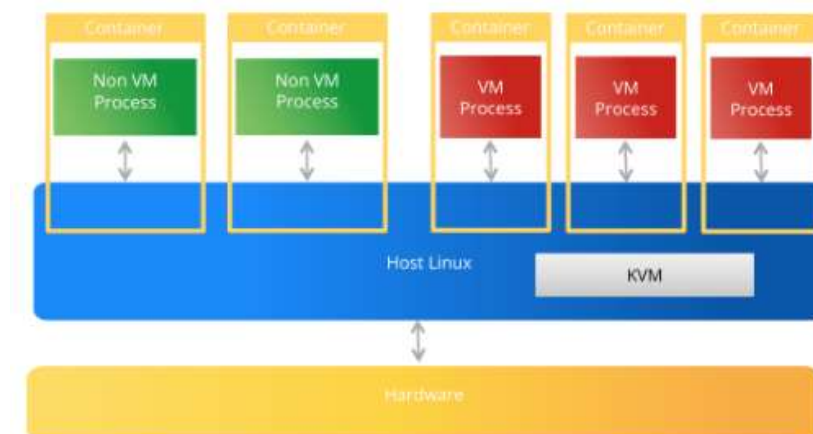 Container
Container
Container
Container
Container
Non VM
Process
Non VM
Process
VM
Process
VM
Process
VM
Process
Host Linux
KVM
Hardware